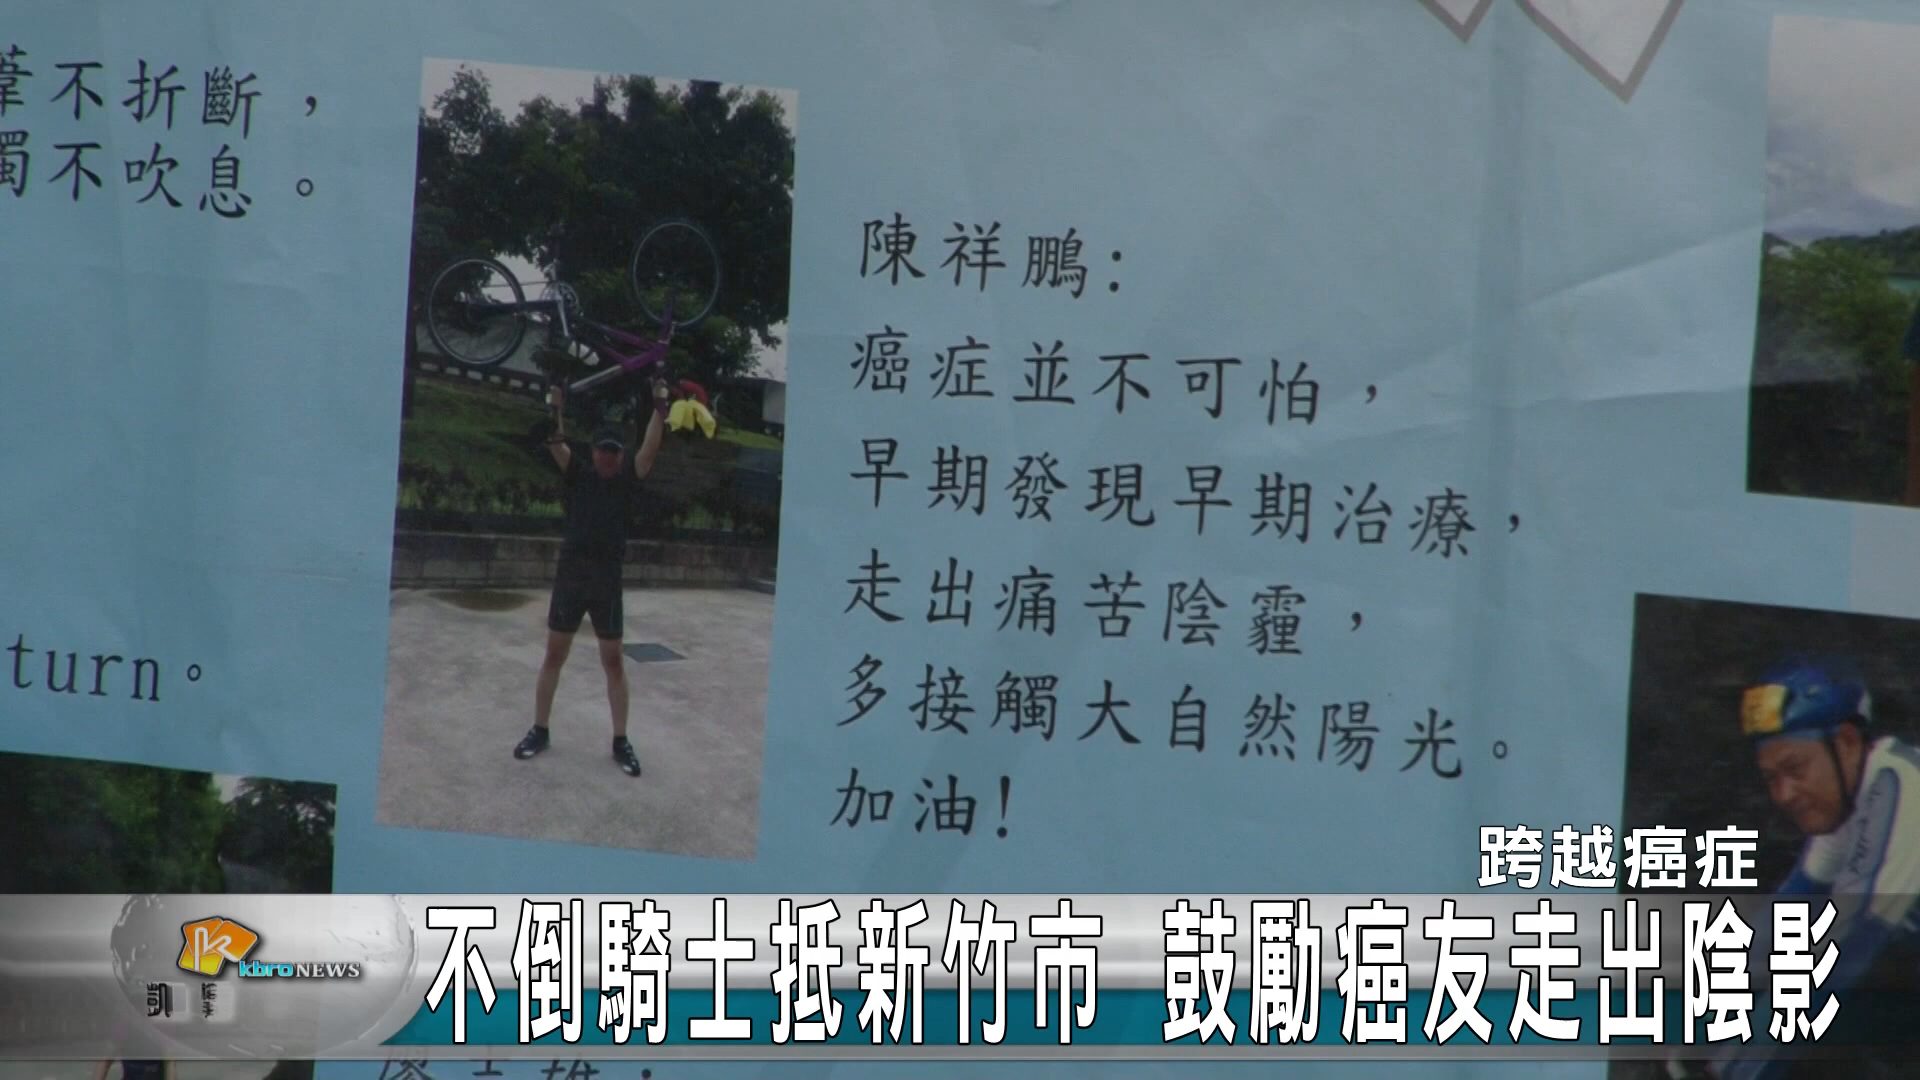 葦不折斷，
燭不吹息。
turn。
陳祥鵬：
癌症並不可怕，
早期發現早期治療，
走出痛苦陰霾，
多接觸大自然陽光。
加油！
跨越癌症
不倒騎士抵新竹市 鼓勵癌友走出陰影
kbro NEWS
凱擘